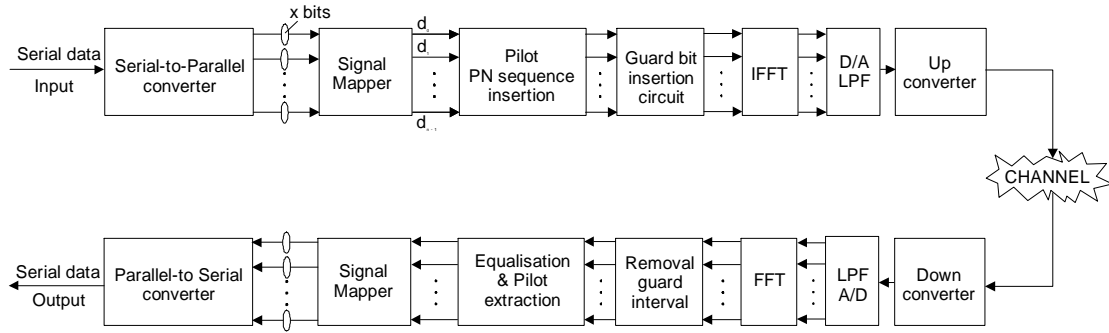 x bits
Serial data
Input
Serial-to-Parallel
converter
Signal
Mapper
d
d
d
Pilot
PN sequence
insertion
Guard bit
insertion
circuit
IFFT
D/A
LPF
Up
converter
CHANNEL
Serial data
Output
Parallel-to Serial
converter
Signal
Mapper
Equalisation
& Pilot
extraction
Removal
guard
interval
FFT
LPF
A/D
Down
converter